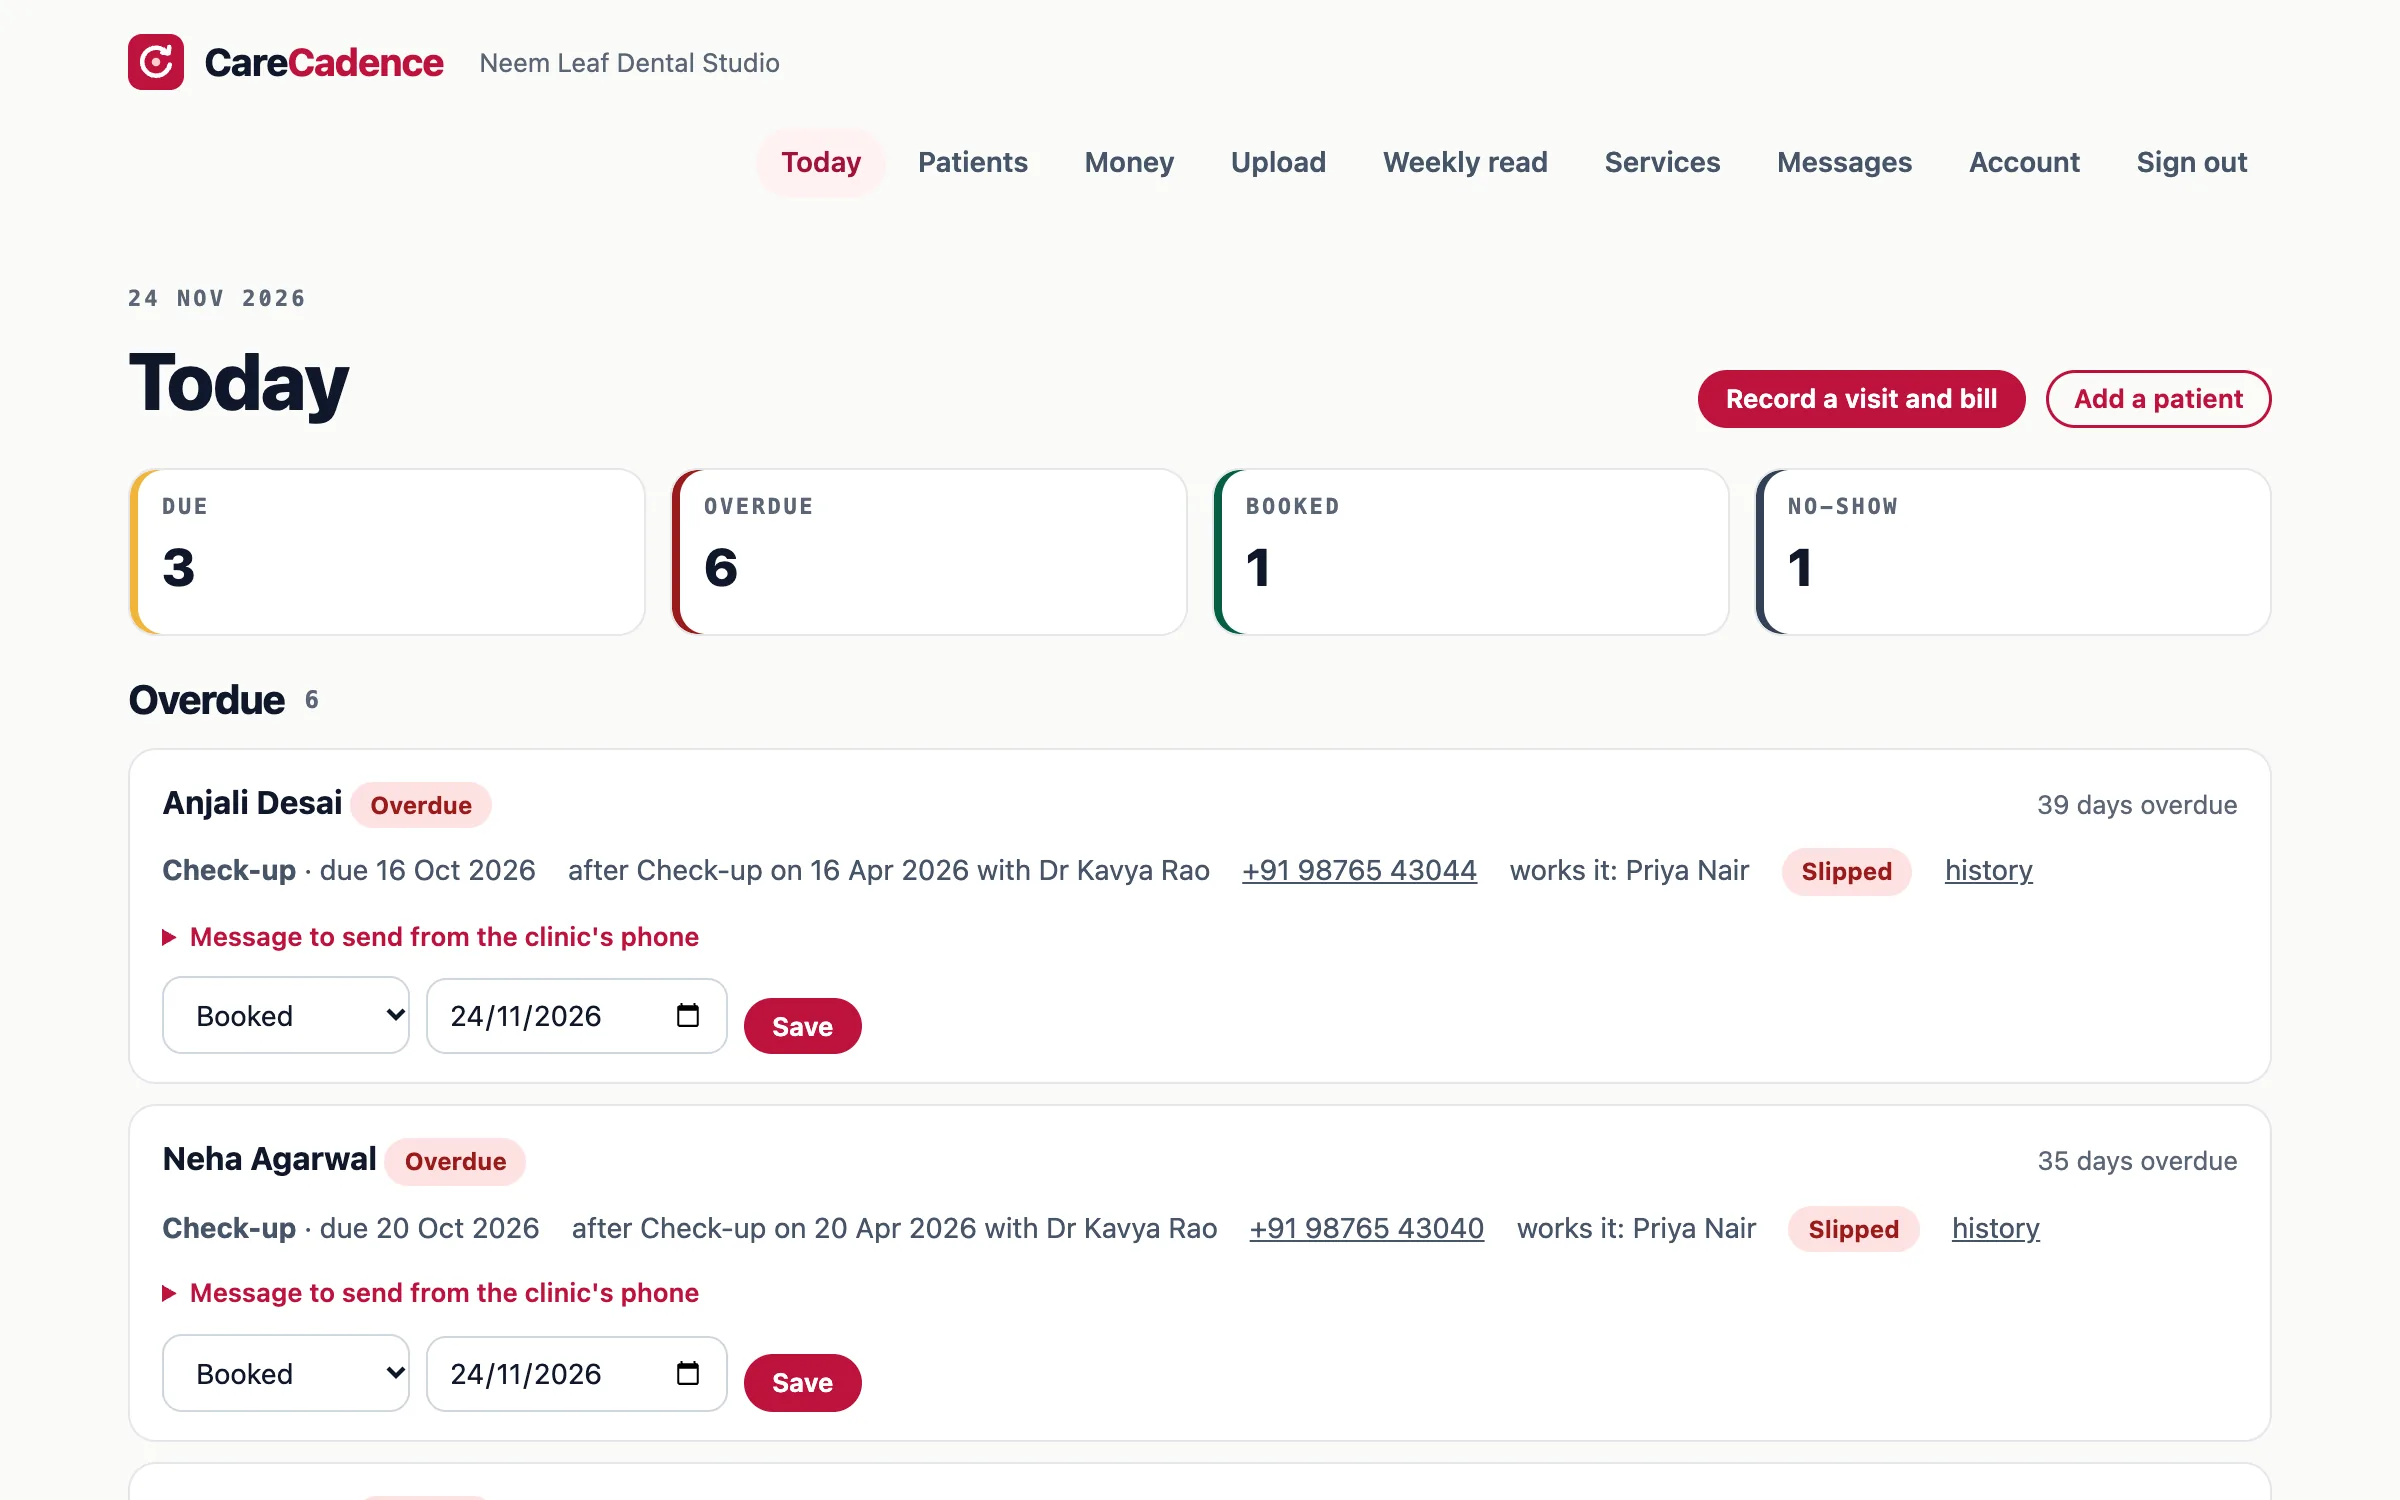 CareCadence Neem Leaf Dental Studio
Today Patients Money Upload Weekly read Services Messages Account Sign out
24 NOV 2026
Today
Record a visit and bill Add a patient
DUE OVERDUE BOOKED NO-SHOW
3 6 1 1
Overdue 6
Anjali Desai Overdue 39 days overdue
Check-up · due 16 Oct 2026 after Check-up on 16 Apr 2026 with Dr Kavya Rao +91 98765 43044 works it: Priya Nair Slipped history
Message to send from the clinic's phone
Booked 24/11/2026 Save
Neha Agarwal Overdue 35 days overdue
Check-up · due 20 Oct 2026 after Check-up on 20 Apr 2026 with Dr Kavya Rao +91 98765 43040 works it: Priya Nair Slipped history
Message to send from the clinic's phone
Booked 24/11/2026 Save